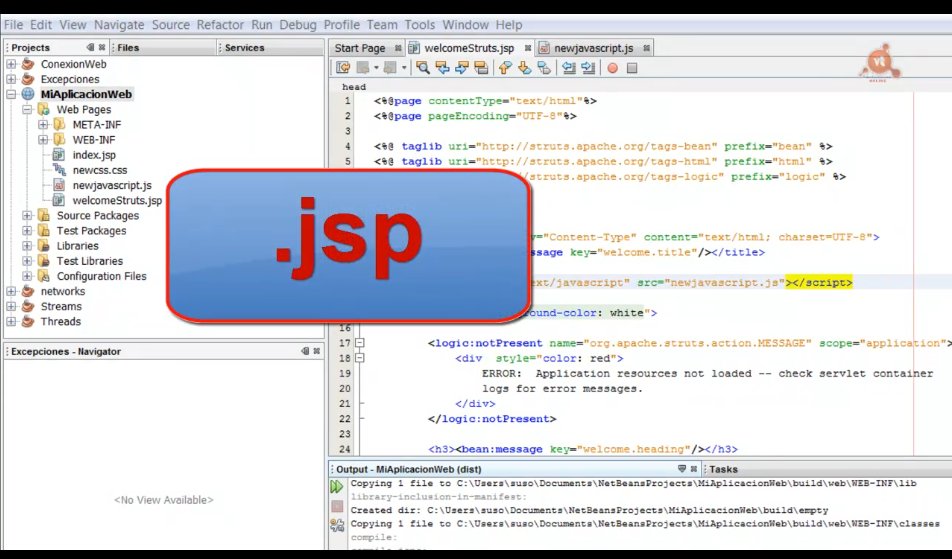 File Edit View Navigate Source Refactor Run Debug Profile Team Tools Window Help
Projects Files Services
ConexionWeb
Excepciones
MiAplicacionWeb
Web Pages
META-INF
WEB-INF
index.jsp
newcss.css
newjavascript.js
welcomeStruts.jsp
Source Packages
Test Packages
Libraries
Test Libraries
Configuration Files
networks
Streams
Threads
Excepciones - Navigator
<No View Available>
.jsp
Start Page welcomeStruts.jsp newjavascript.js
vt
ONLINE
head
1 <%@page contentType="text/html"%>
2 <%@page pageEncoding="UTF-8"%>
3
4 <%@ taglib uri="http://struts.apache.org/tags-bean" prefix="bean" %>
5 <%@ taglib uri="http://struts.apache.org/tags-html" prefix="html" %>
struts.apache.org/tags-logic" prefix="logic" %>
="Content-Type" content="text/html; charset=UTF-8">
ssage key="welcome.title"/></title>
ext/javascript" src="newjavascript.js"></script>
ound-color: white">
16
17 <logic:notPresent name="org.apache.struts.action.MESSAGE" scope="application">
18 <div style="color: red">
19 ERROR: Application resources not loaded -- check servlet container
20 logs for error messages.
21 </div>
22 </logic:notPresent>
23
24 <h3><bean:message key="welcome.heading"/></h3>
Output - MiAplicacionWeb (dist) Tasks
Copying 1 file to C:\Users\suso\Documents\NetBeansProjects\MiAplicacionWeb\build\web\WEB-INF\lib
library-inclusion-in-manifest:
Created dir: C:\Users\suso\Documents\NetBeansProjects\MiAplicacionWeb\build\empty
Copying 1 file to C:\Users\suso\Documents\NetBeansProjects\MiAplicacionWeb\build\web\WEB-INF\classes
compile: